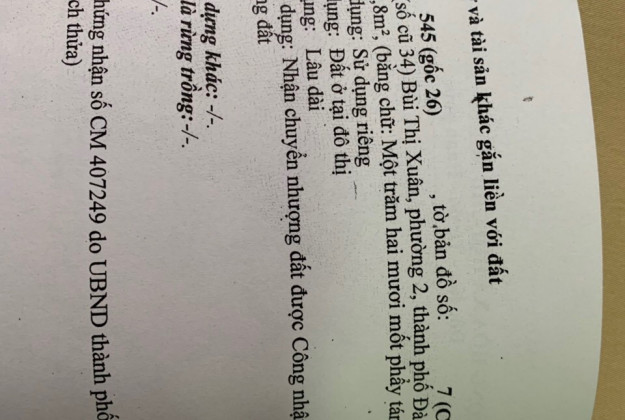 và tài sản khác gắn liền với đất
545 (gốc 26) , tờ bản đồ số: 7 (C
số cũ 34) Bùi Thị Xuân, phường 2, thành phố Đà
,8m², (bằng chữ: Một trăm hai mươi mốt phẩy tám
dụng: Sử dụng riêng
dụng: Đất ở tại đô thị
ụng: Lâu dài
dụng: Nhận chuyển nhượng đất được Công nhậ
ng đất
dựng khác: -/-.
là rừng trồng: -/-.
/-.
hứng nhận số CM 407249 do UBND thành phố
ch thửa)